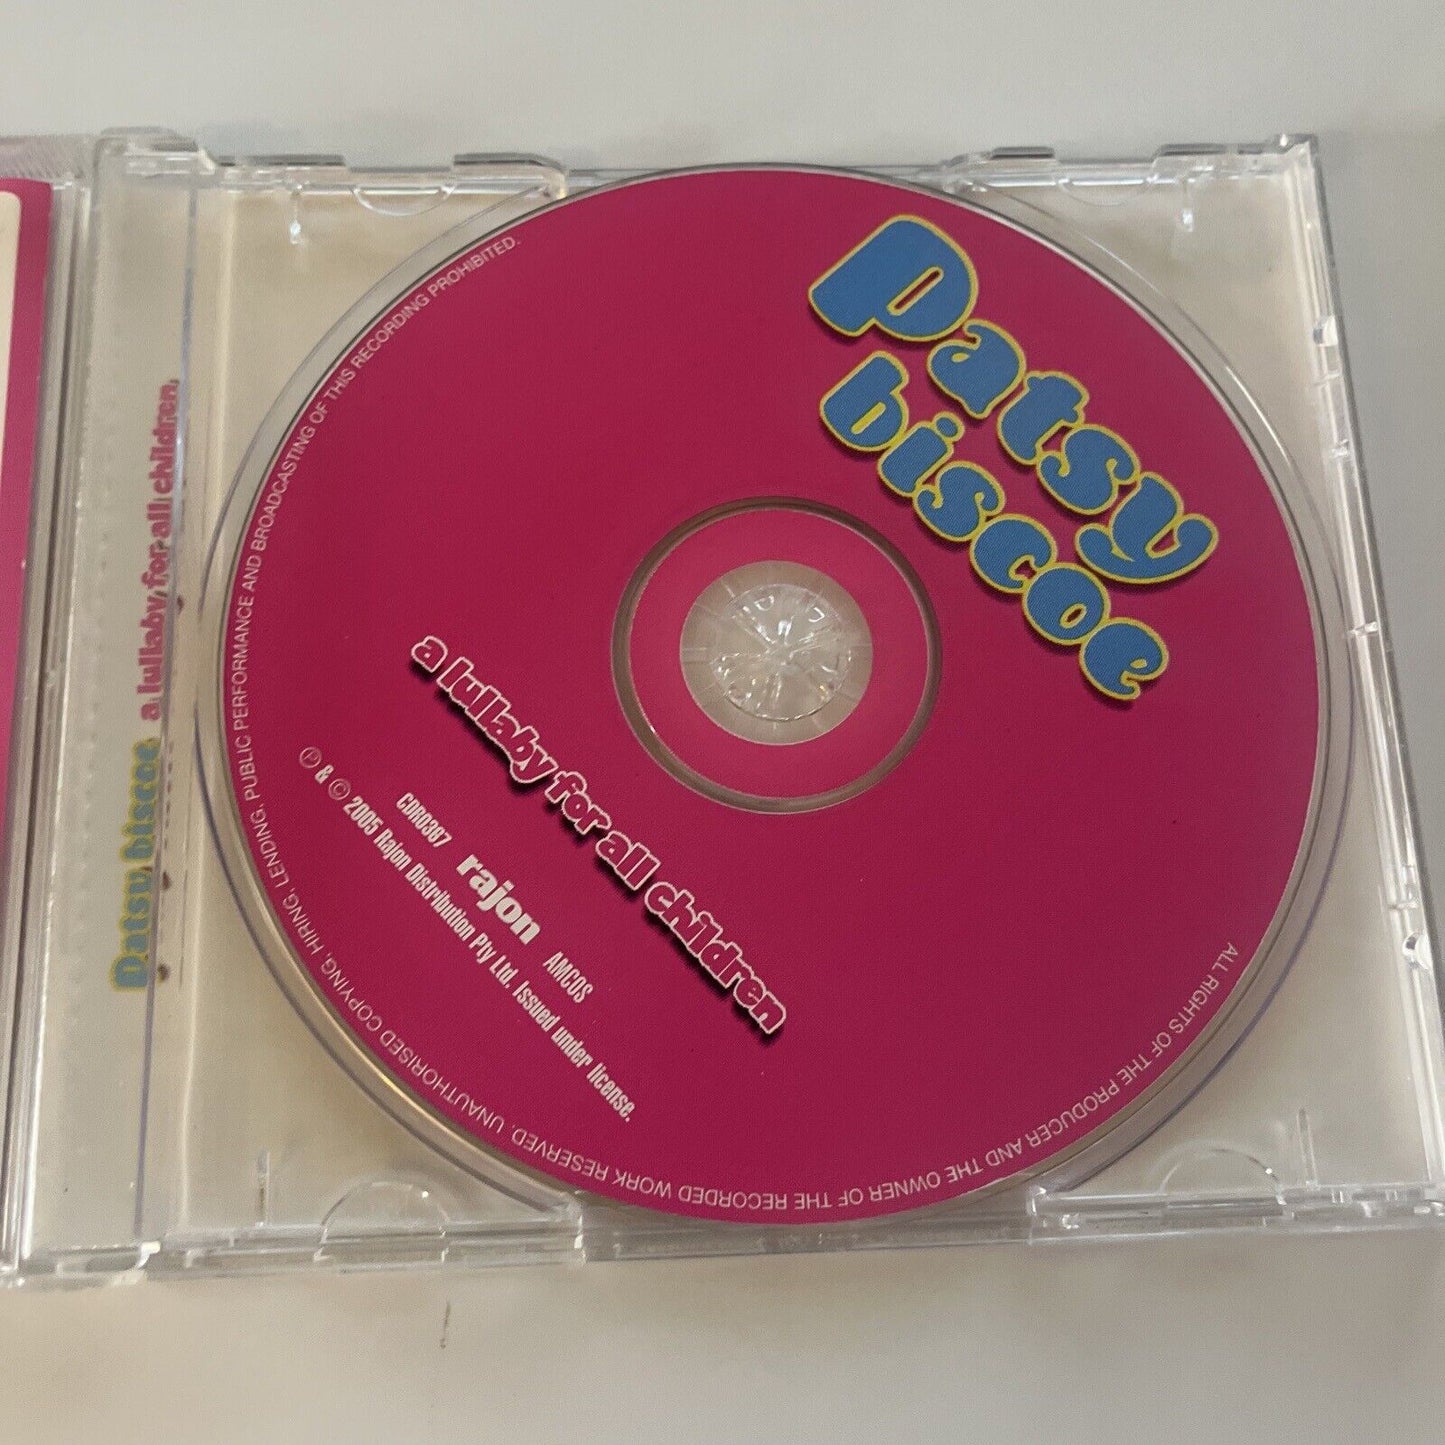 Patsy
biscoe
a lullaby for all children
CDR0367 rajon AMCOS
℗ & © 2005 Rajon Distribution Pty Ltd. Issued under license.
ALL RIGHTS OF THE PRODUCER AND THE OWNER OF THE RECORDED WORK RESERVED. UNAUTHORISED COPYING, HIRING, LENDING, PUBLIC PERFORMANCE AND BROADCASTING OF THIS RECORDING PROHIBITED.
Patsy biscoe a lullaby for all children